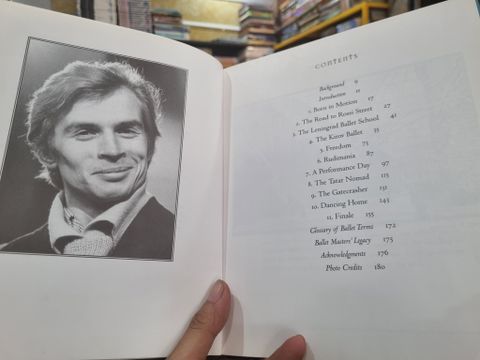 CONTENTS
Background 9
Introduction 11
1. Born in Motion 17
2. The Road to Rossi Street 27
3. The Leningrad Ballet School 41
4. The Kirov Ballet 55
5. Freedom 73
6. Rudimania 87
7. A Performance Day 97
8. The Tatar Nomad 115
9. The Gatecrasher 131
10. Dancing Home 143
11. Finale 155
Glossary of Ballet Terms 172
Ballet Masters' Legacy 175
Acknowledgments 176
Photo Credits 180